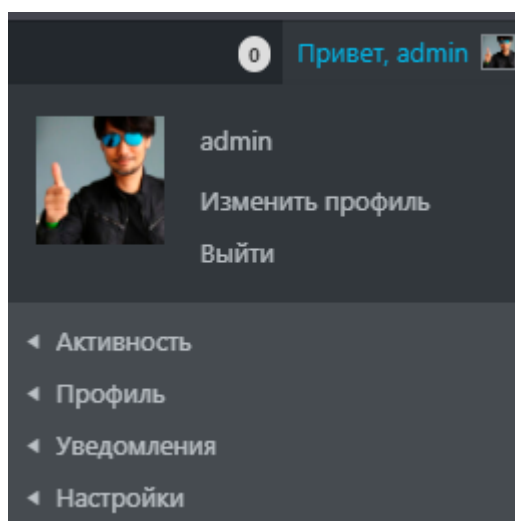 0 Привет, admin
admin
Изменить профиль
Выйти
Активность
Профиль
Уведомления
Настройки